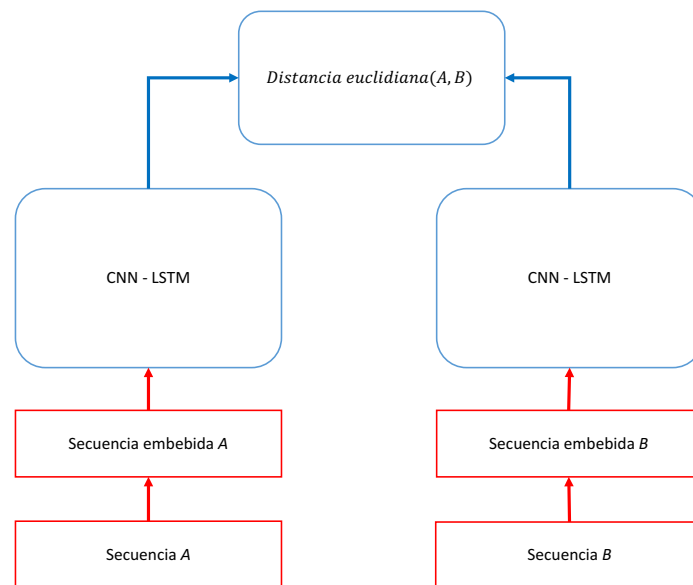 Distancia euclidiana(A, B)
CNN - LSTM
CNN - LSTM
Secuencia embebida A
Secuencia embebida B
Secuencia A
Secuencia B